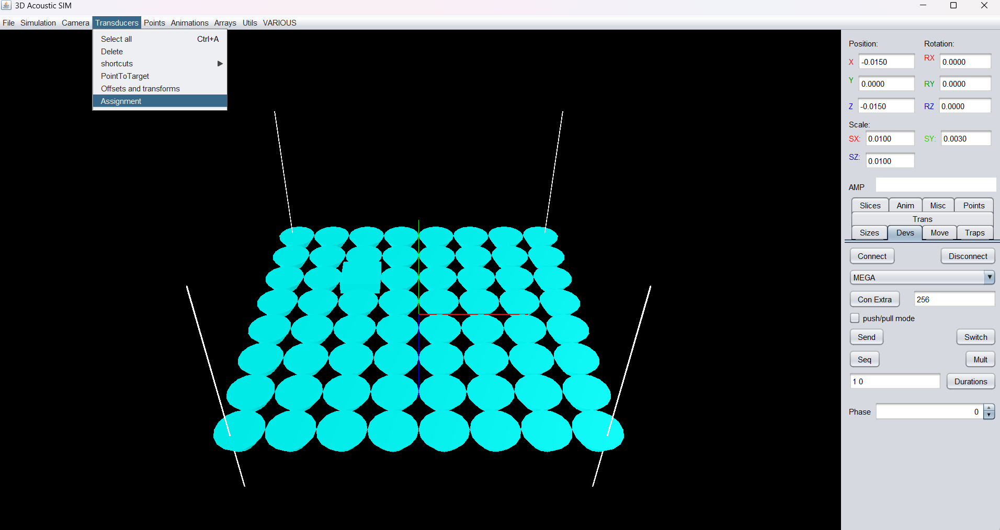 3D Acoustic SIM
File Simulation Camera Transducers Points Animations Arrays Utils VARIOUS
Select all Ctrl+A
Delete
shortcuts
PointToTarget
Offsets and transforms
Assignment
Position: Rotation:
X -0.0150 RX 0.0000
Y 0.0000 RY 0.0000
Z -0.0150 RZ 0.0000
Scale:
SX: 0.0100 SY: 0.0030
SZ: 0.0100
AMP
Slices Anim Misc Points
Trans
Sizes Devs Move Traps
Connect Disconnect
MEGA
Con Extra 256
push/pull mode
Send Switch
Seq Mult
1 0 Durations
Phase 0